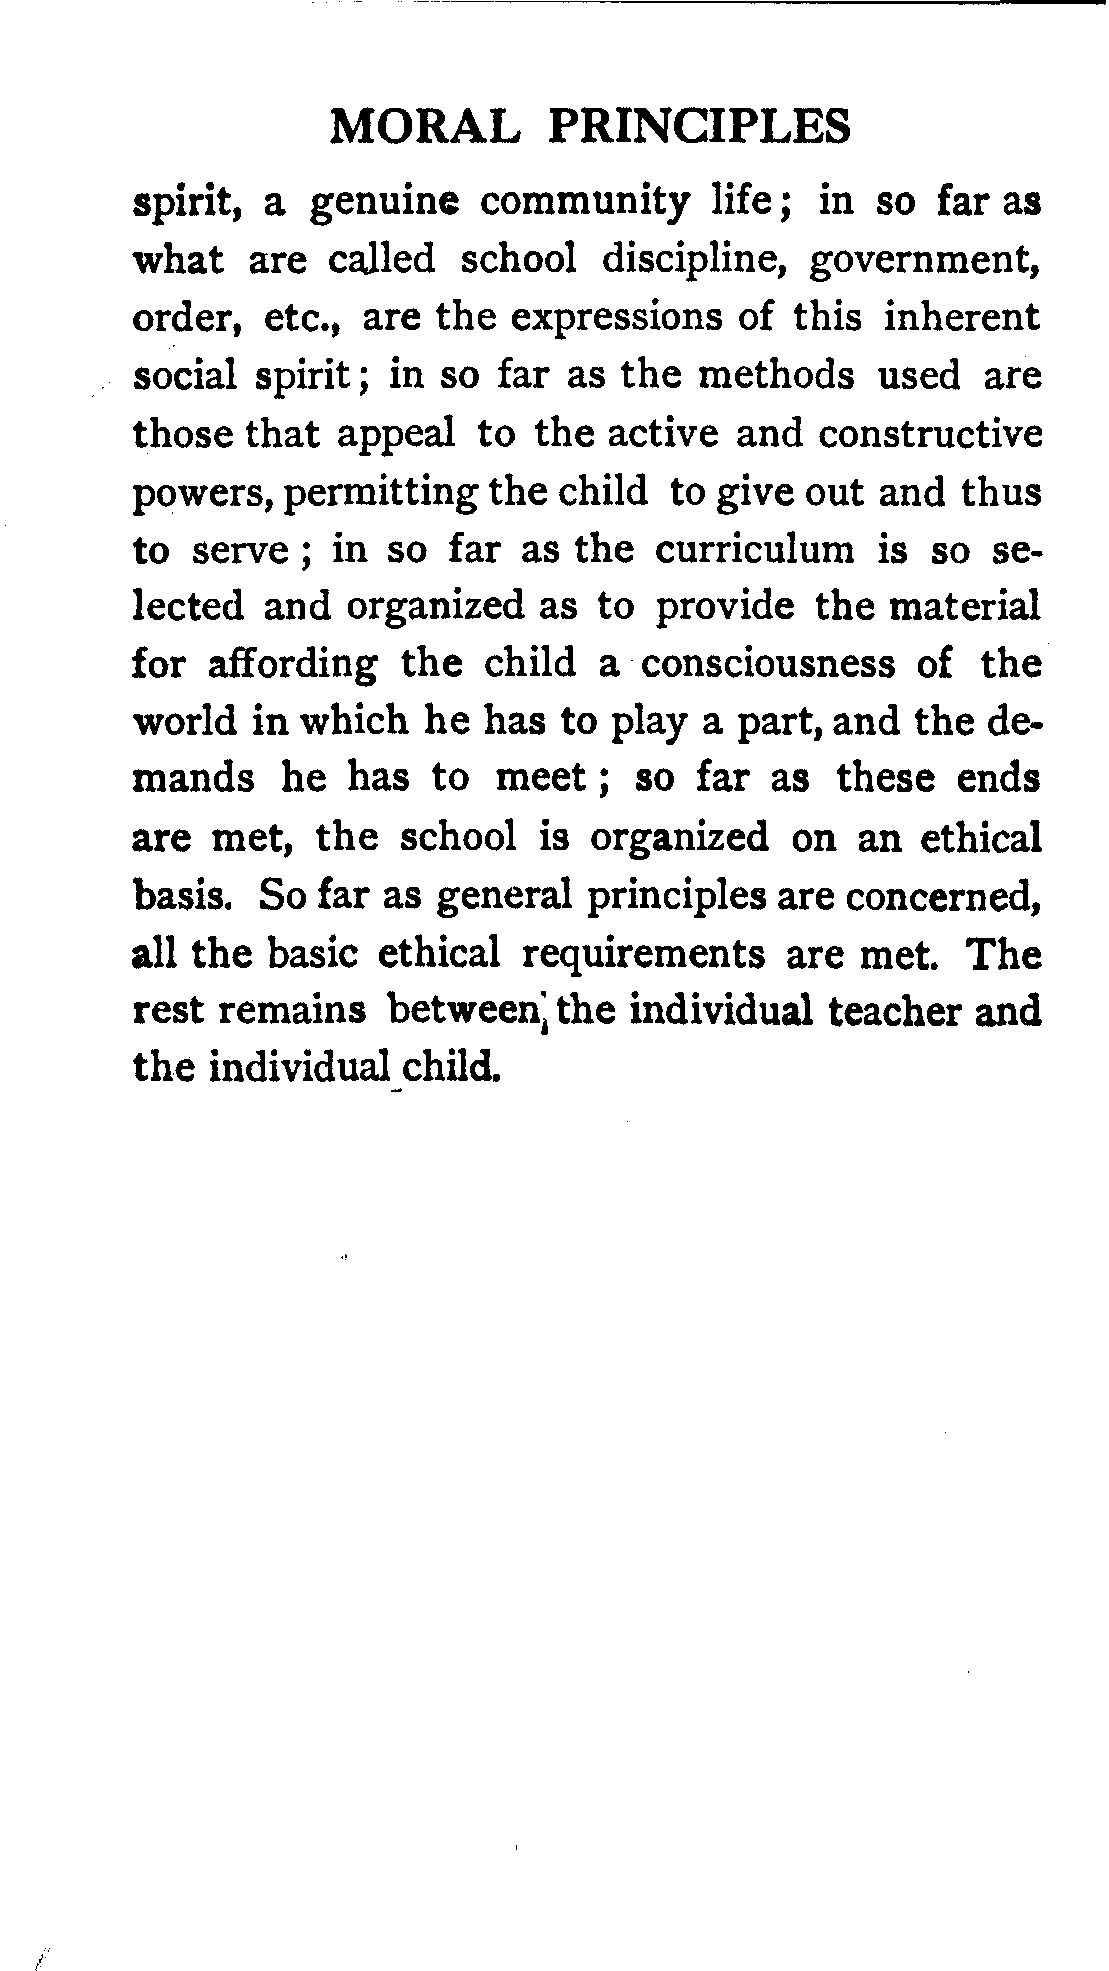 MORAL PRINCIPLES
spirit, a genuine community life; in so far as
what are called school discipline, government,
order, etc., are the expressions of this inherent
social spirit; in so far as the methods used are
those that appeal to the active and constructive
powers, permitting the child to give out and thus
to serve; in so far as the curriculum is so se-
lected and organized as to provide the material
for affording the child a consciousness of the
world in which he has to play a part, and the de-
mands he has to meet; so far as these ends
are met, the school is organized on an ethical
basis. So far as general principles are concerned,
all the basic ethical requirements are met. The
rest remains between the individual teacher and
the individual child.